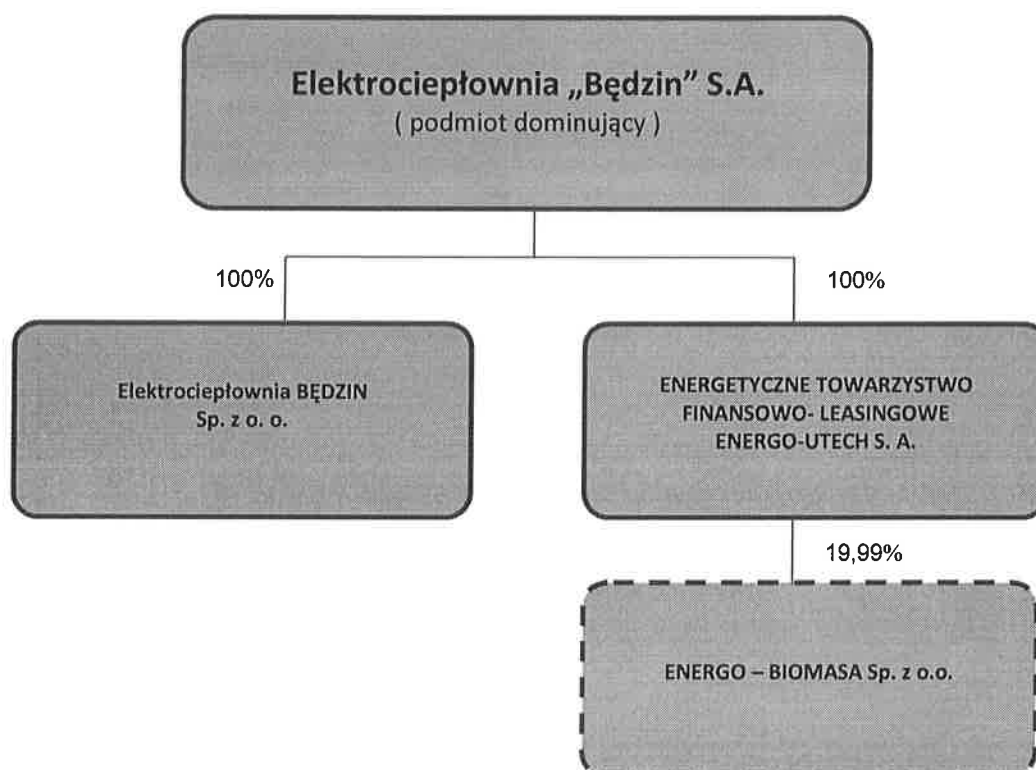 Elektrociepłownia „Będzin” S.A.
( podmiot dominujący )
100%
100%
Elektrociepłownia BĘDZIN
Sp. z o. o.
ENERGETYCZNE TOWARZYSTWO
FINANSOWO- LEASINGOWE
ENERGO-UTECH S. A.
19,99%
ENERGO – BIOMASA Sp. z o.o.